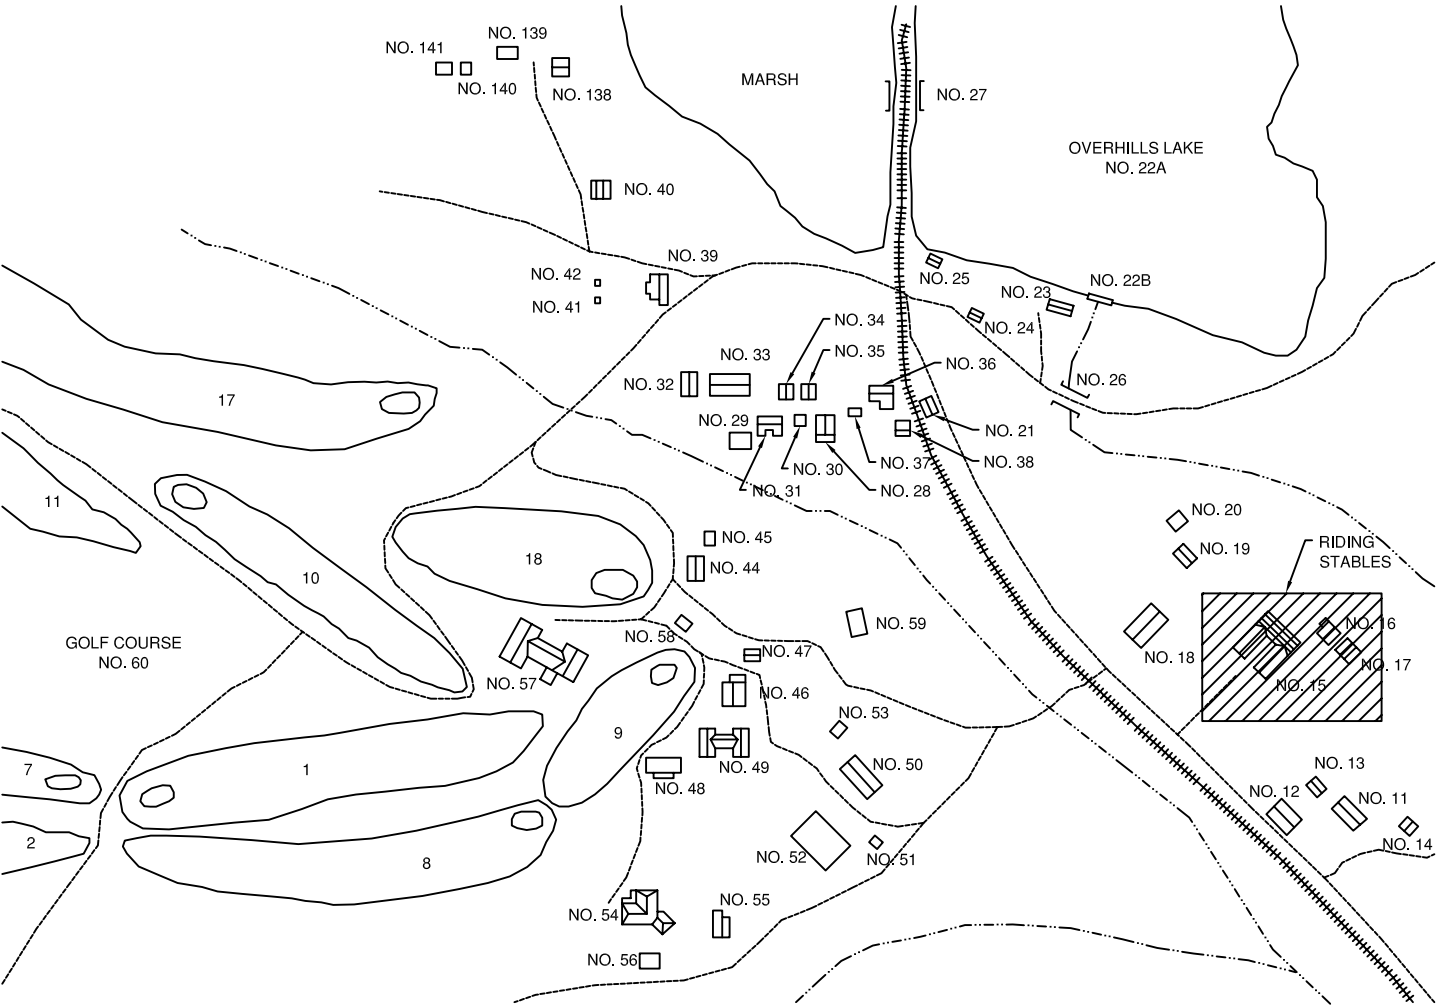 NO. 139
NO. 141
NO. 140
NO. 138
MARSH
NO. 27
OVERHILLS LAKE
NO. 22A
NO. 40
NO. 39
NO. 42
NO. 41
NO. 25
NO. 22B
NO. 23
NO. 24
NO. 34
NO. 35
NO. 33
NO. 36
NO. 32
NO. 26
17
NO. 29
NO. 21
NO. 37
NO. 38
NO. 30
NO. 31
NO. 28
11
NO. 20
NO. 45
NO. 19
RIDING
STABLES
18
NO. 44
10
NO. 59
NO. 58
NO. 16
GOLF COURSE
NO. 60
NO. 47
NO. 18
NO. 17
NO. 57
NO. 15
NO. 46
NO. 53
9
NO. 49
NO. 50
NO. 13
7
1
NO. 48
NO. 12
NO. 11
2
NO. 52
NO. 51
NO. 14
8
NO. 55
NO. 54
NO. 56